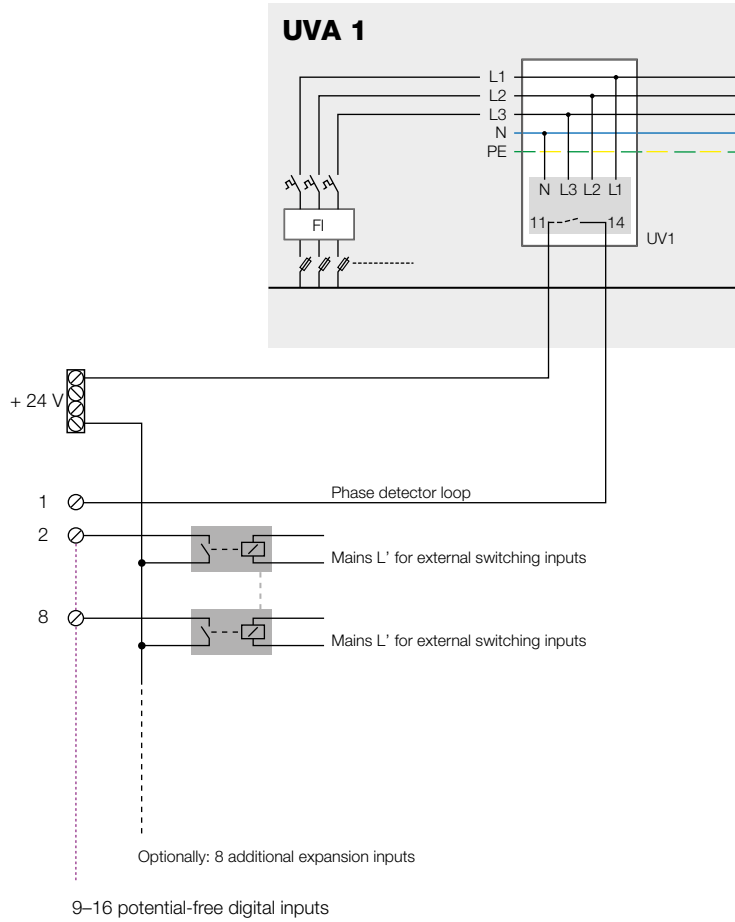 UVA 1
L1
L2
L3
N
PE
N L3 L2 L1
11 14
UV1
FI
+ 24 V
1
Phase detector loop
2
Mains L’ for external switching inputs
8
Mains L’ for external switching inputs
Optionally: 8 additional expansion inputs
9–16 potential-free digital inputs